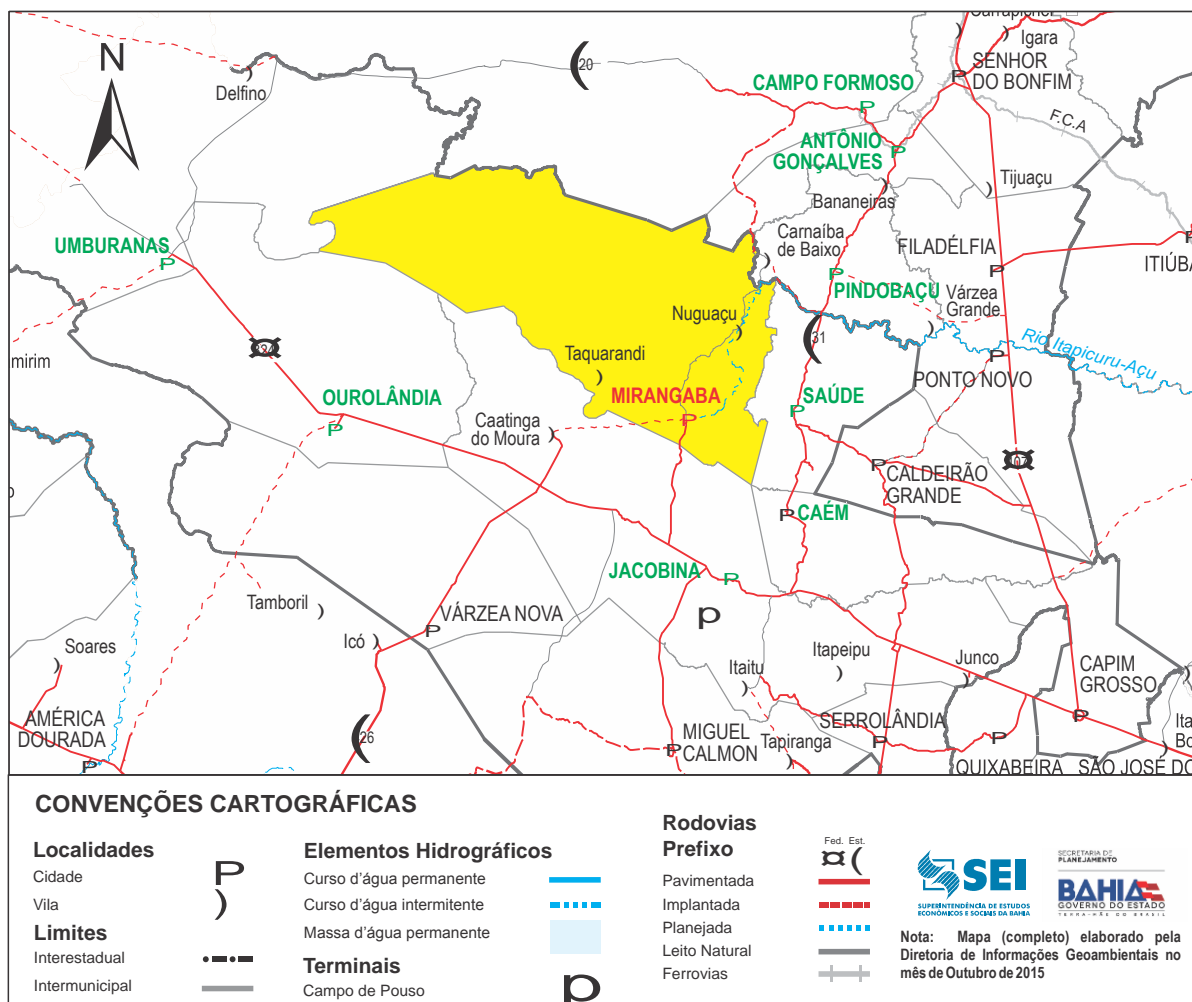 N
Delfino
20
CAMPO FORMOSO
Igara
SENHOR
DO BONFIM
F.C.A
ANTÔNIO
GONÇALVES
Tijuaçu
Bananeiras
UMBURANAS
Carnaíba
de Baixo
FILADÉLFIA
ITIÚBA
PINDOBAÇU
Várzea
Grande
Nuguaçu
31
Rio Itapicuru-Açu
mirim
Taquarandi
PONTO NOVO
OUROLÂNDIA
MIRANGABA
SAÚDE
Caatinga
do Moura
CALDEIRÃO
GRANDE
CAÉM
JACOBINA
Tamboril
VÁRZEA NOVA
Icó
Soares
Itaitu
Itapeipu
Junco
CAPIM
GROSSO
AMÉRICA
DOURADA
26
MIGUEL
CALMON
Tapiranga
SERROLÂNDIA
Ita
Bo
QUIXABEIRA
SÃO JOSÉ DO
CONVENÇÕES CARTOGRÁFICAS
Localidades
Cidade P
Vila )
Limites
Interestadual
Intermunicipal
Elementos Hidrográficos
Curso d'água permanente
Curso d'água intermitente
Massa d'água permanente
Terminais
Campo de Pouso p
Rodovias
Prefixo
Fed. Est.
Pavimentada
Implantada
Planejada
Leito Natural
Ferrovias
SEI
SUPERINTENDÊNCIA DE ESTUDOS
ECONÔMICOS E SOCIAIS DA BAHIA
SECRETARIA DE
PLANEJAMENTO
BAHIA
GOVERNO DO ESTADO
TERRA-MÃE DO BRASIL
Nota: Mapa (completo) elaborado pela
Diretoria de Informações Geoambientais no
mês de Outubro de 2015